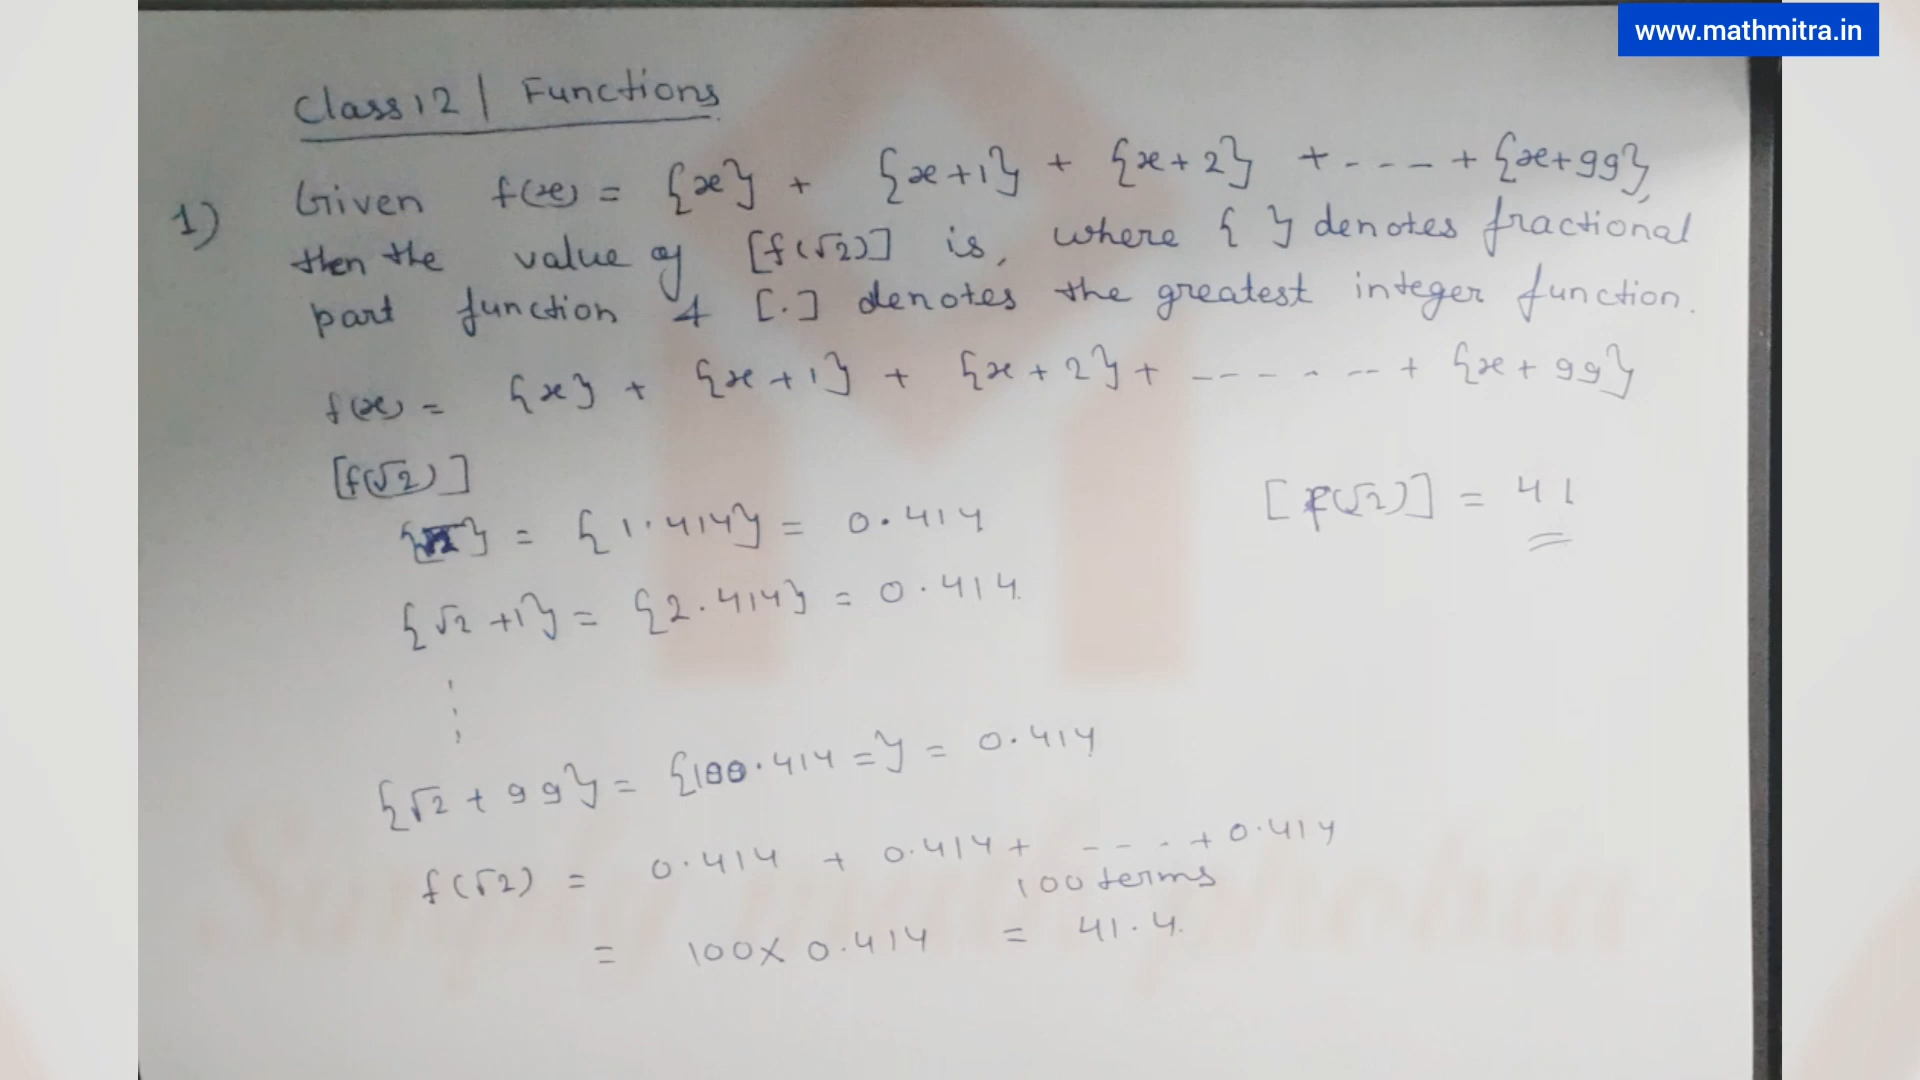 www.mathmitra.in
Class 12 | Functions
1) Given f(x) = {x} + {x+1} + {x+2} + - - - - + {x+99},
then the value of [f(√2)] is, where { } denotes fractional
part function & [.] denotes the greatest integer function.
f(x) = {x} + {x+1} + {x+2} + - - - - - - - + {x+99}
[f(√2)]
{√2} = {1.414} = 0.414
[f(√2)] = 41
{√2+1} = {2.414} = 0.414
{√2+99} = {100.414=} = 0.414
f(√2) = 0.414 + 0.414 + - - - - + 0.414
100 terms
= 100 x 0.414 = 41.4